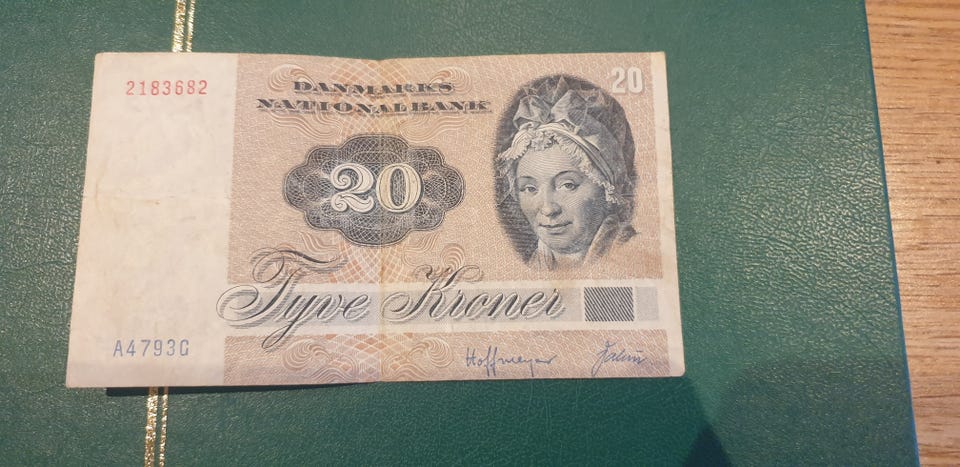 2183682
DANMARKS
NATIONALBANK
20
20
Tyve Kroner
A4793G
Hoffmeyer